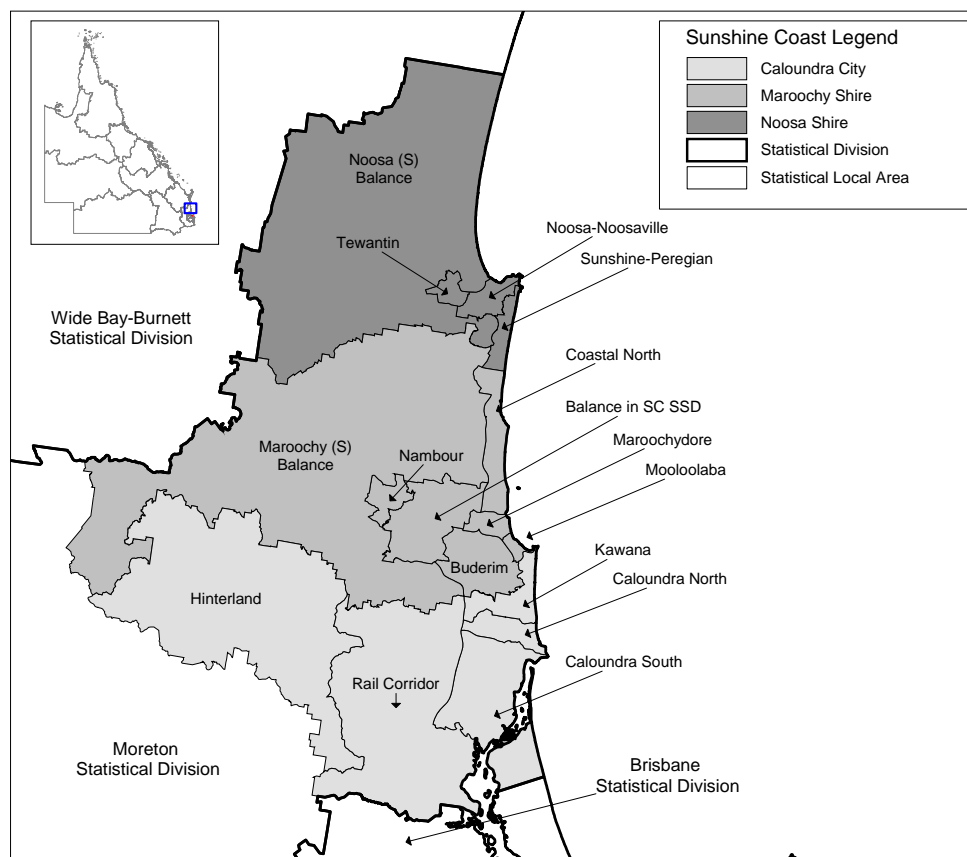 Sunshine Coast Legend
Caloundra City
Maroochy Shire
Noosa Shire
Statistical Division
Statistical Local Area
Noosa (S)
Balance
Noosa-Noosaville
Tewantin
Sunshine-Peregian
Wide Bay-Burnett
Statistical Division
Coastal North
Balance in SC SSD
Maroochy (S)
Balance
Nambour
Maroochydore
Mooloolaba
Kawana
Buderim
Caloundra North
Hinterland
Caloundra South
Rail Corridor
Moreton
Statistical Division
Brisbane
Statistical Division